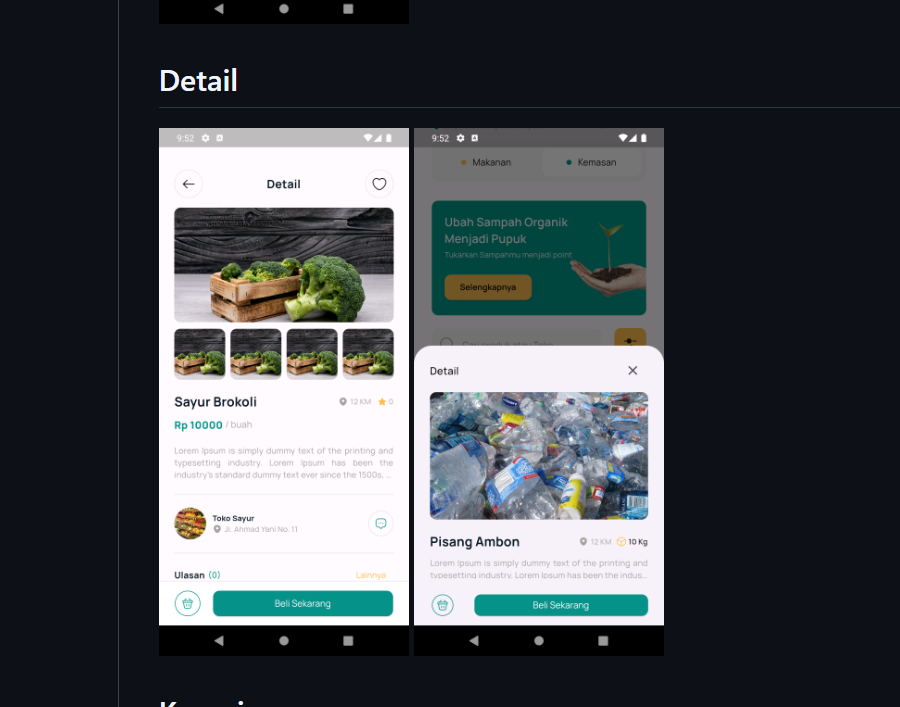 Detail
9:52
Detail
Sayur Brokoli
12 KM
0
Rp 10000 / buah
Lorem Ipsum is simply dummy text of the printing and
typesetting industry. Lorem Ipsum has been the
industry's standard dummy text ever since the 1500s, ...
Toko Sayur
Jl. Ahmad Yani No. 11
Ulasan (0)
Lainnya
Beli Sekarang
9:52
Makanan
Kemasan
Ubah Sampah Organik
Menjadi Pupuk
Tukarkan Sampahmu menjadi point
Selengkapnya
Detail
Pisang Ambon
12 KM
10 Kg
Lorem Ipsum is simply dummy text of the printing and
typesetting industry. Lorem Ipsum has been the indus...
Beli Sekarang